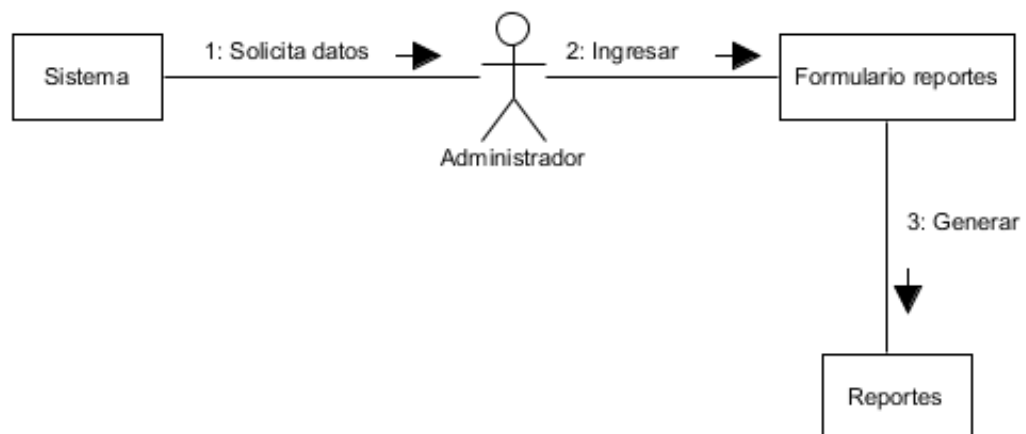 1: Solicita datos
2: Ingresar
Sistema
Formulario reportes
Administrador
3: Generar
Reportes